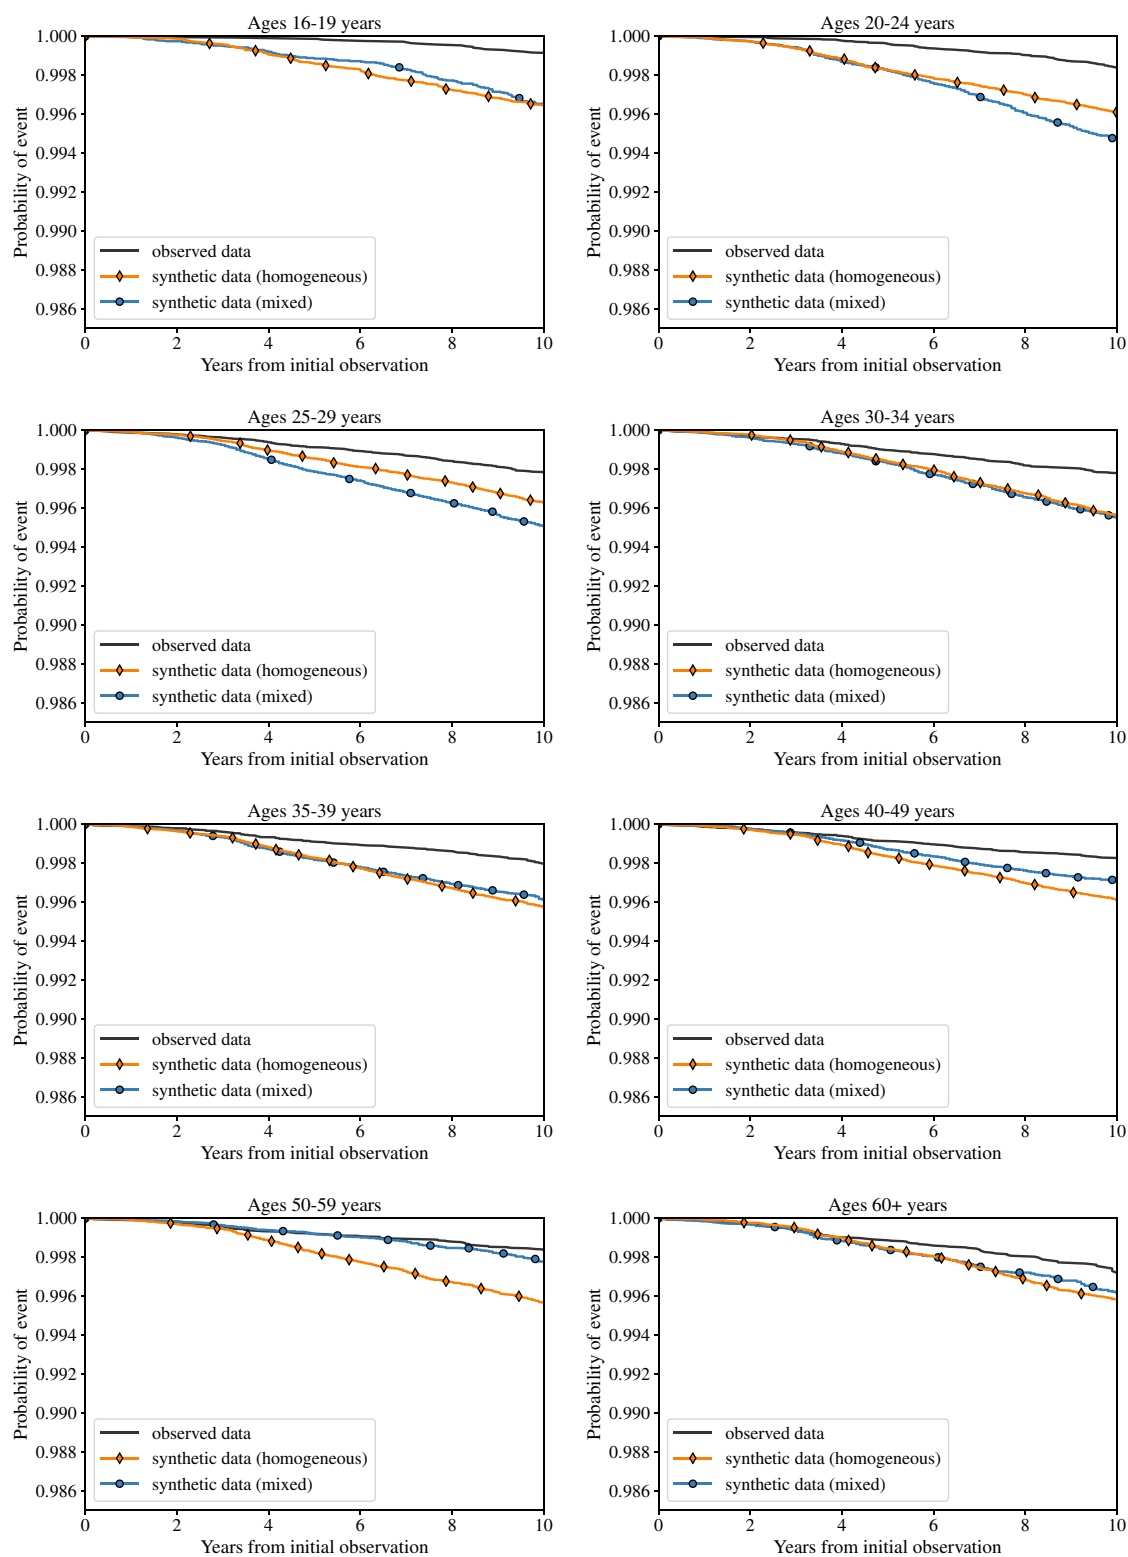 Ages 16-19 years
1.000
0.998
0.996
0.994
0.992
0.990
0.988
0.986
Probability of event
observed data
synthetic data (homogeneous)
synthetic data (mixed)
0 2 4 6 8 10
Years from initial observation
Ages 20-24 years
1.000
0.998
0.996
0.994
0.992
0.990
0.988
0.986
Probability of event
observed data
synthetic data (homogeneous)
synthetic data (mixed)
0 2 4 6 8 10
Years from initial observation
Ages 25-29 years
1.000
0.998
0.996
0.994
0.992
0.990
0.988
0.986
Probability of event
observed data
synthetic data (homogeneous)
synthetic data (mixed)
0 2 4 6 8 10
Years from initial observation
Ages 30-34 years
1.000
0.998
0.996
0.994
0.992
0.990
0.988
0.986
Probability of event
observed data
synthetic data (homogeneous)
synthetic data (mixed)
0 2 4 6 8 10
Years from initial observation
Ages 35-39 years
1.000
0.998
0.996
0.994
0.992
0.990
0.988
0.986
Probability of event
observed data
synthetic data (homogeneous)
synthetic data (mixed)
0 2 4 6 8 10
Years from initial observation
Ages 40-49 years
1.000
0.998
0.996
0.994
0.992
0.990
0.988
0.986
Probability of event
observed data
synthetic data (homogeneous)
synthetic data (mixed)
0 2 4 6 8 10
Years from initial observation
Ages 50-59 years
1.000
0.998
0.996
0.994
0.992
0.990
0.988
0.986
Probability of event
observed data
synthetic data (homogeneous)
synthetic data (mixed)
0 2 4 6 8 10
Years from initial observation
Ages 60+ years
1.000
0.998
0.996
0.994
0.992
0.990
0.988
0.986
Probability of event
observed data
synthetic data (homogeneous)
synthetic data (mixed)
0 2 4 6 8 10
Years from initial observation